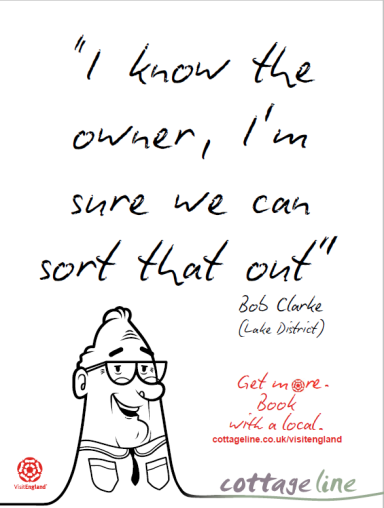 "I know the
owner, I'm
sure we can
sort that out"
Bob Clarke
(Lake District)
Get more.
Book
with a local.
cottageline.co.uk/visitengland
VisitEngland
cottageline